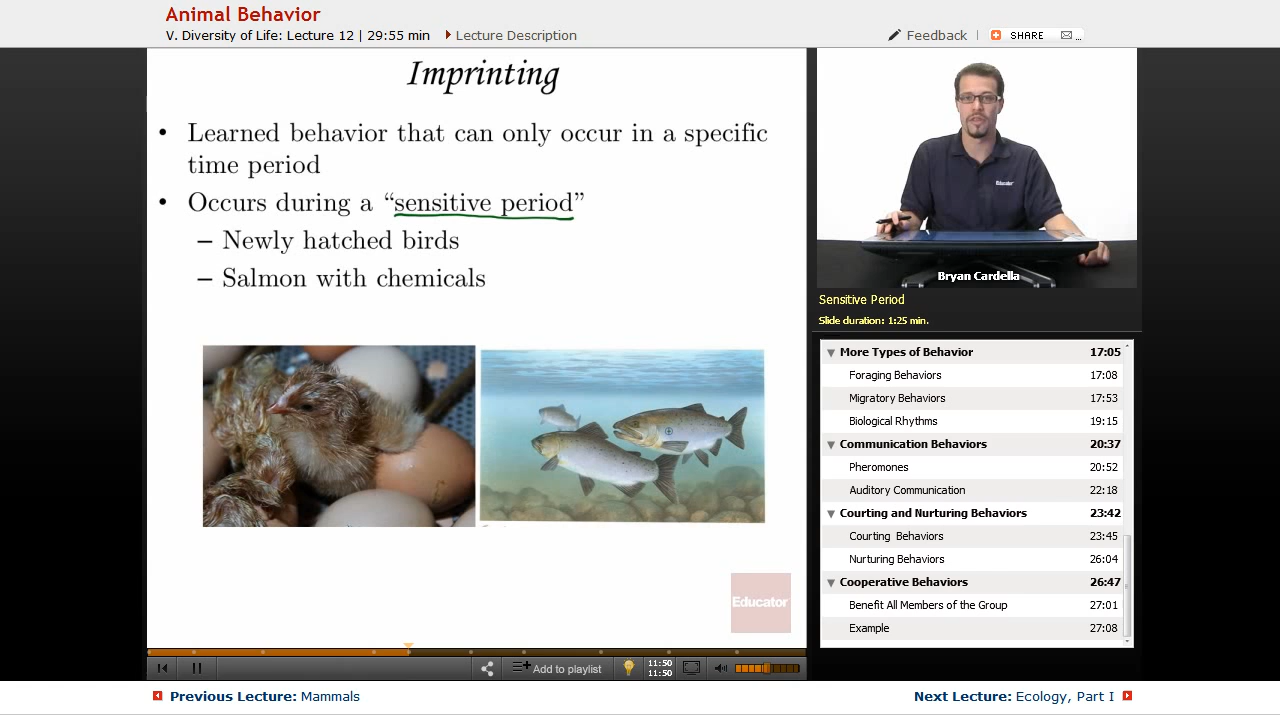 Animal Behavior
V. Diversity of Life: Lecture 12 | 29:55 min
Lecture Description
Feedback
SHARE
Imprinting
• Learned behavior that can only occur in a specific
time period
• Occurs during a “sensitive period”
– Newly hatched birds
– Salmon with chemicals
Educator
Educator
Bryan Cardella
Sensitive Period
Slide duration: 1:25 min.
More Types of Behavior 17:05
Foraging Behaviors 17:08
Migratory Behaviors 17:53
Biological Rhythms 19:15
Communication Behaviors 20:37
Pheromones 20:52
Auditory Communication 22:18
Courting and Nurturing Behaviors 23:42
Courting Behaviors 23:45
Nurturing Behaviors 26:04
Cooperative Behaviors 26:47
Benefit All Members of the Group 27:01
Example 27:08
Add to playlist
11:50
11:50
Previous Lecture: Mammals
Next Lecture: Ecology, Part I